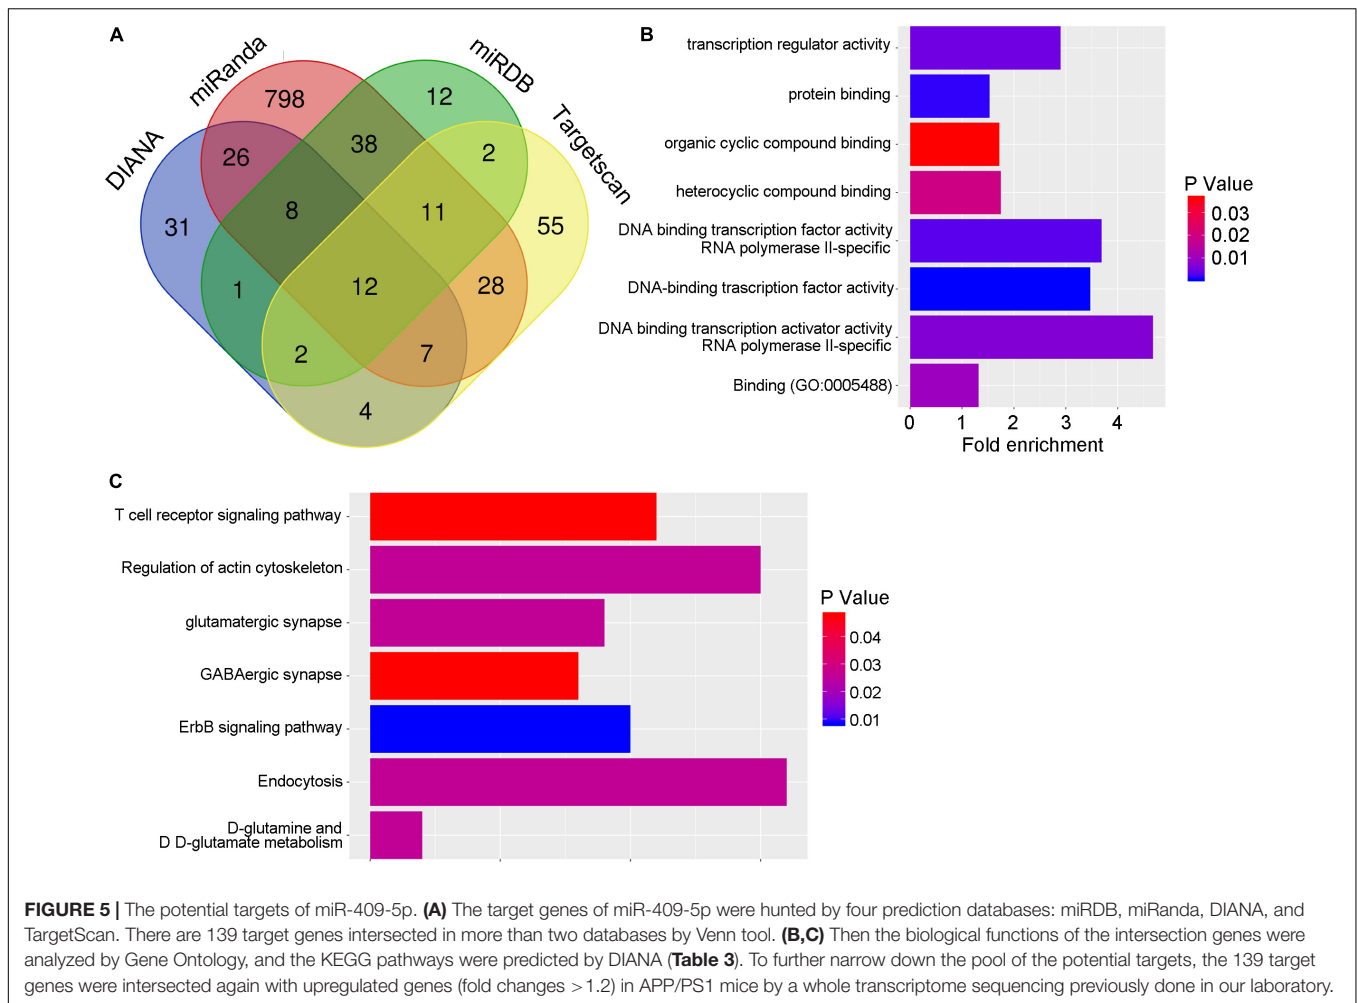 A
miRanda
miRDB
DIANA
Targetscan
798
12
26
38
2
31
8
11
55
1
12
28
2
7
4
B
transcription regulator activity
protein binding
organic cyclic compound binding
heterocyclic compound binding
DNA binding transcription factor activity
RNA polymerase II-specific
DNA-binding trascription factor activity
DNA binding transcription activator activity
RNA polymerase II-specific
Binding (GO:0005488)
0 1 2 3 4
Fold enrichment
P Value
0.03
0.02
0.01
C
T cell receptor signaling pathway
Regulation of actin cytoskeleton
glutamatergic synapse
GABAergic synapse
ErbB signaling pathway
Endocytosis
D-glutamine and
D D-glutamate metabolism
P Value
0.04
0.03
0.02
0.01
FIGURE 5 | The potential targets of miR-409-5p. (A) The target genes of miR-409-5p were hunted by four prediction databases: miRDB, miRanda, DIANA, and
TargetScan. There are 139 target genes intersected in more than two databases by Venn tool. (B,C) Then the biological functions of the intersection genes were
analyzed by Gene Ontology, and the KEGG pathways were predicted by DIANA (Table 3). To further narrow down the pool of the potential targets, the 139 target
genes were intersected again with upregulated genes (fold changes >1.2) in APP/PS1 mice by a whole transcriptome sequencing previously done in our laboratory.